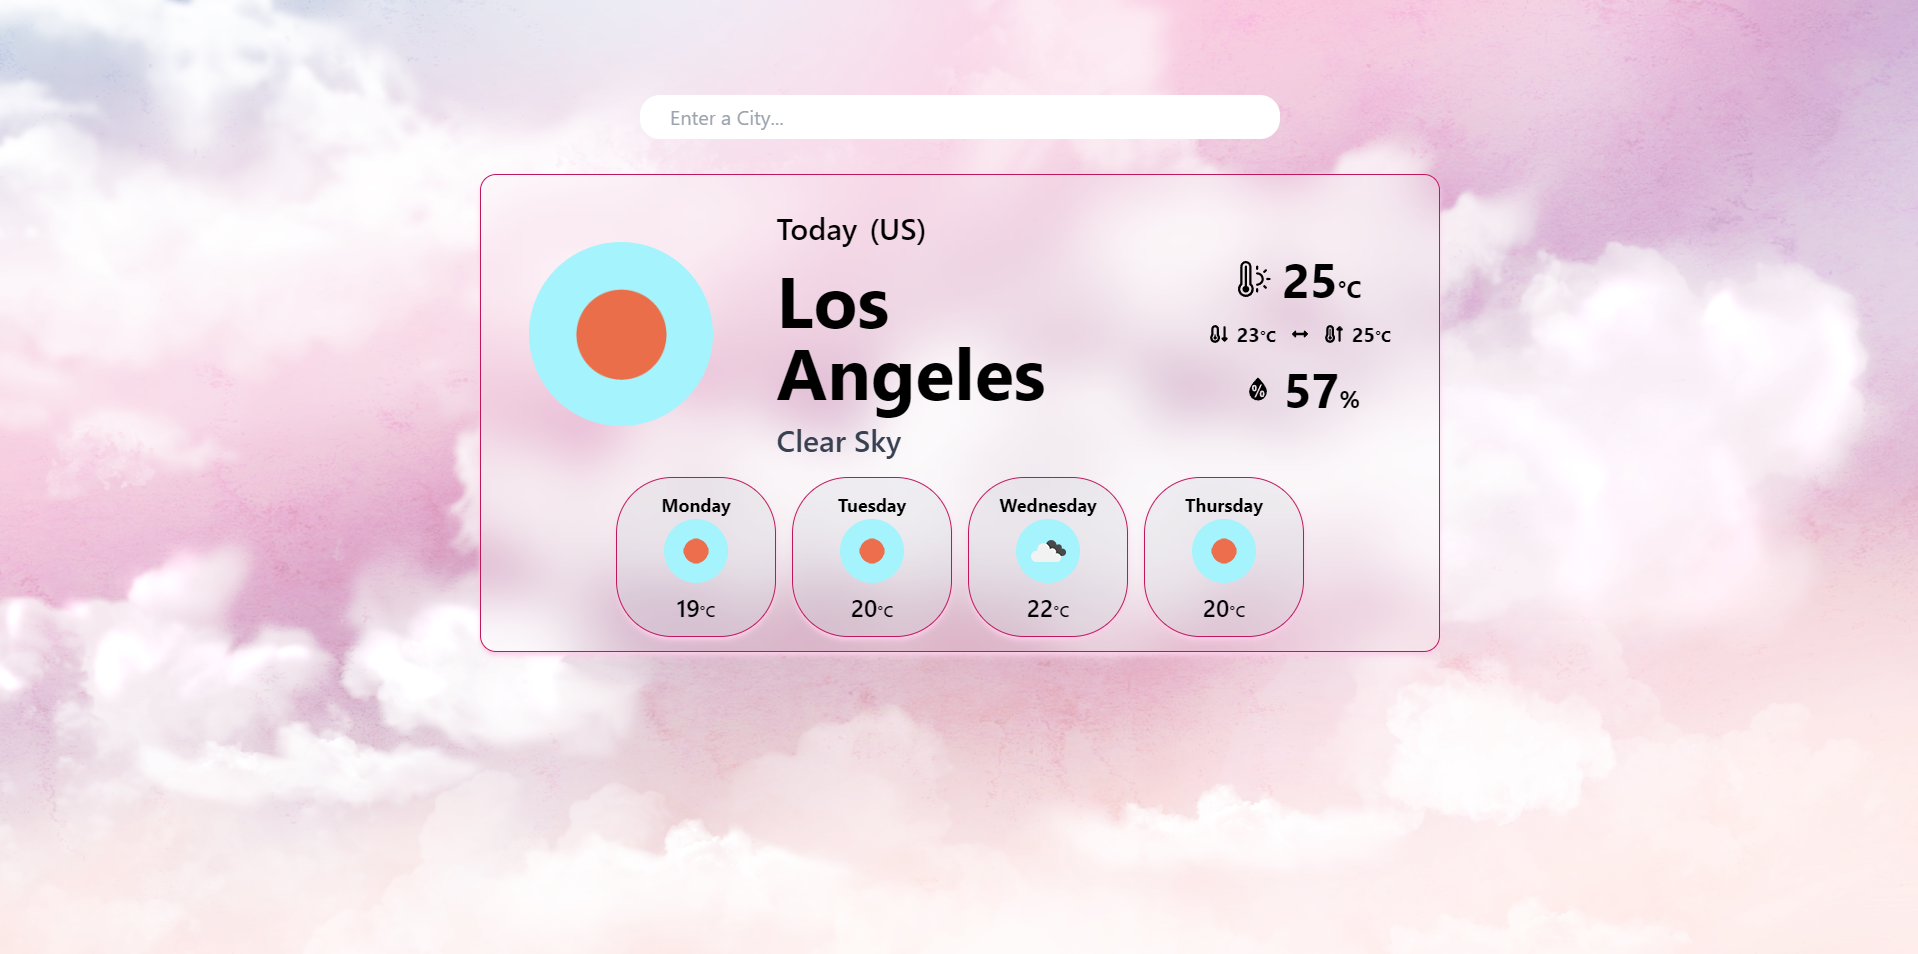 Enter a City...
Today (US)
Los
Angeles
Clear Sky
25°C
23°C 25°C
57%
Monday
19°C
Tuesday
20°C
Wednesday
22°C
Thursday
20°C